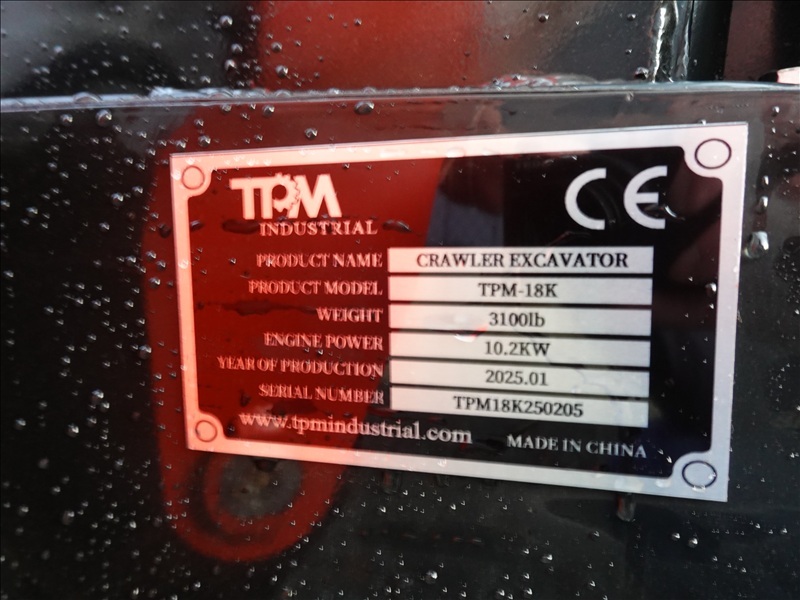 TPM
INDUSTRIAL
CE
PRODUCT NAME CRAWLER EXCAVATOR
PRODUCT MODEL TPM-18K
WEIGHT 3100lb
ENGINE POWER 10.2KW
YEAR OF PRODUCTION 2025.01
SERIAL NUMBER TPM18K250205
www.tpmindustrial.com MADE IN CHINA